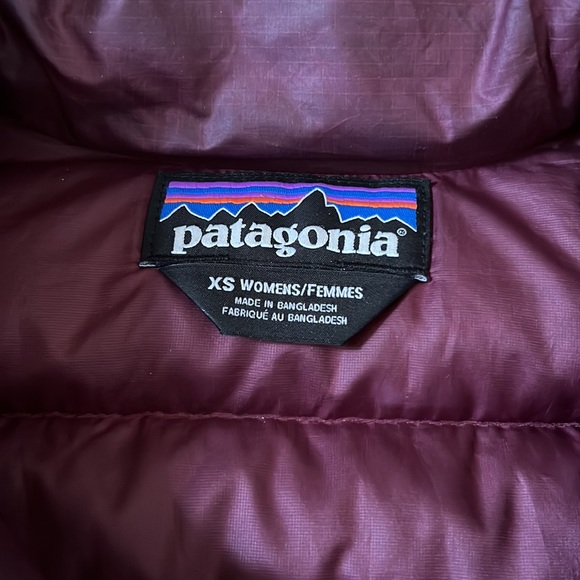 patagonia®
XS WOMENS/FEMMES
MADE IN BANGLADESH
FABRIQUÉ AU BANGLADESH